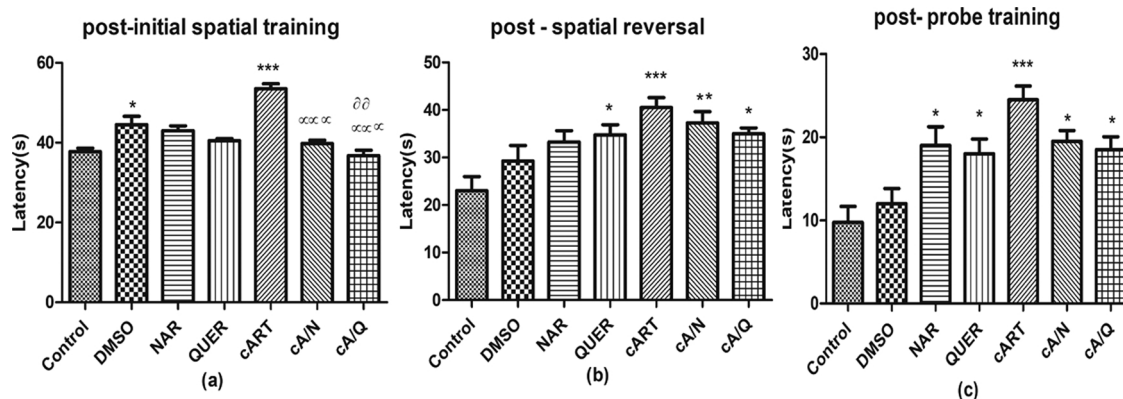 post-initial spatial training
Latency(s)
60
40
20
0
*
***
∝∝∝
∂∂
∝∝∝
Control
DMSO
NAR
QUER
cART
cA/N
cA/Q
(a)
post - spatial reversal
Latency(s)
50
40
30
20
10
0
*
***
**
*
Control
DMSO
NAR
QUER
cART
cA/N
cA/Q
(b)
post- probe training
Latency(s)
30
20
10
0
*
*
***
*
*
Control
DMSO
NAR
QUER
cART
cA/N
cA/Q
(c)